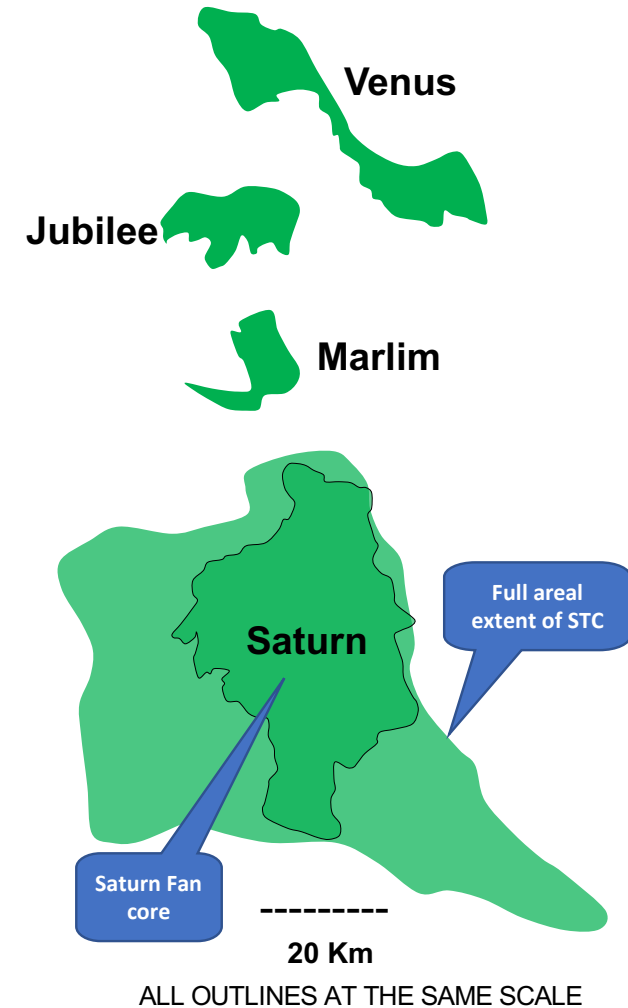 Venus
Jubilee
Marlim
Full areal
extent of STC
Saturn
Saturn Fan
core
20 Km
ALL OUTLINES AT THE SAME SCALE